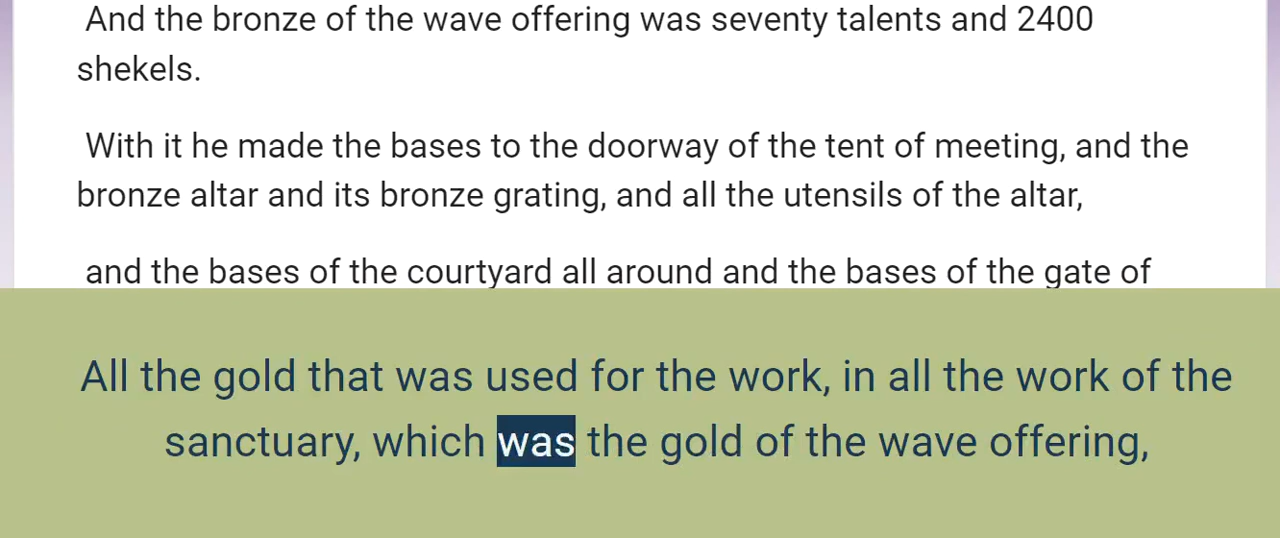 And the bronze of the wave offering was seventy talents and 2400
shekels.
With it he made the bases to the doorway of the tent of meeting, and the
bronze altar and its bronze grating, and all the utensils of the altar,
and the bases of the courtyard all around and the bases of the gate of
All the gold that was used for the work, in all the work of the
sanctuary, which was the gold of the wave offering,